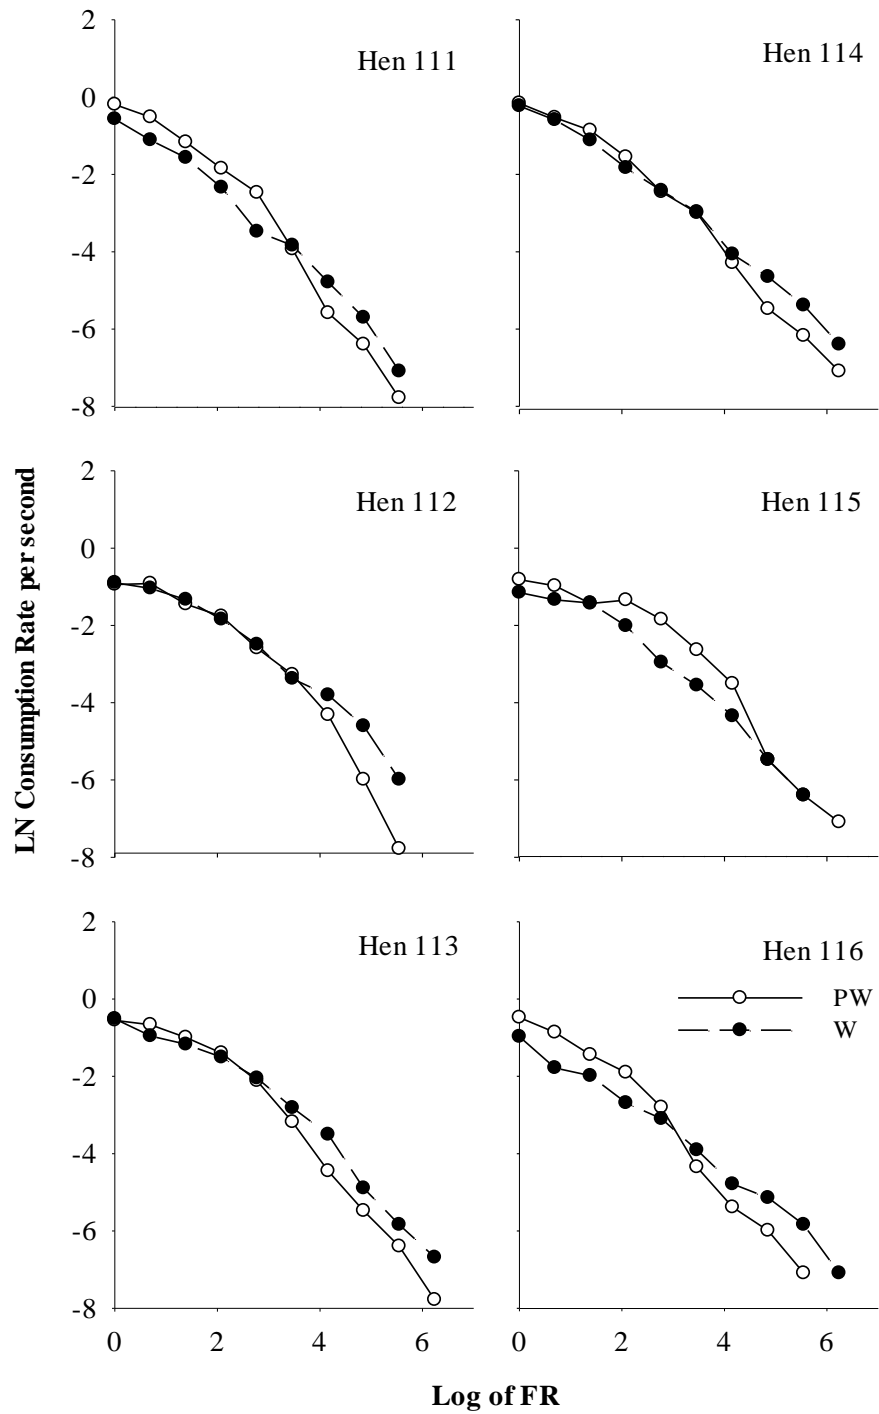 2
Hen 111
Hen 114
0
-2
-4
-6
-8
2
Hen 112
Hen 115
0
-2
-4
-6
-8
LN Consumption Rate per second
2
Hen 113
Hen 116
0
PW
W
-2
-4
-6
-8
0 2 4 6
0 2 4 6
Log of FR